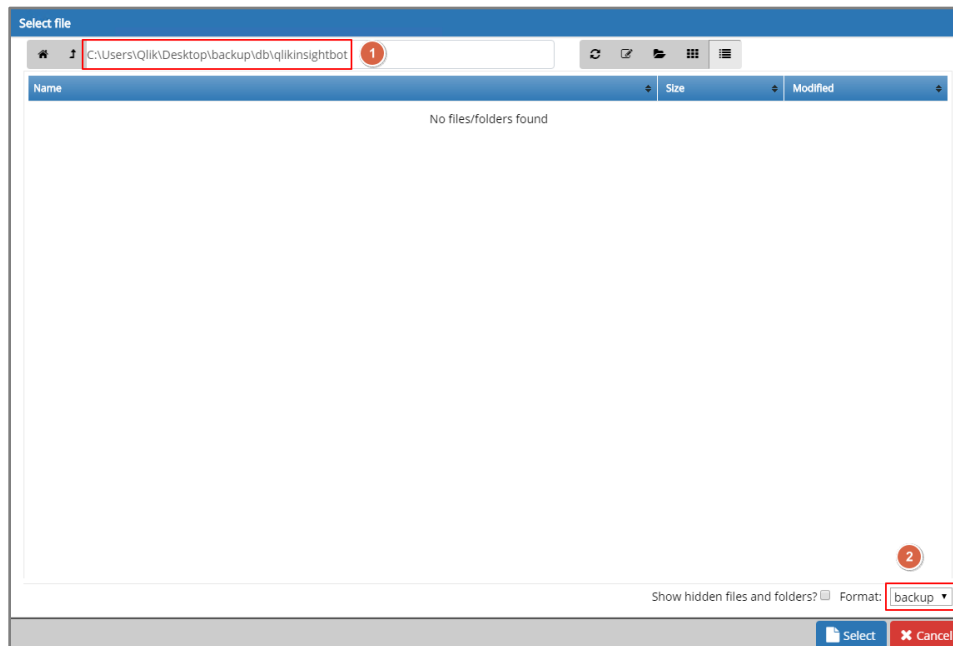 Select file
C:\Users\Qlik\Desktop\backup\db\qlikinsightbot 1
Name Size Modified
No files/folders found
2
Show hidden files and folders? Format: backup
Select Cancel